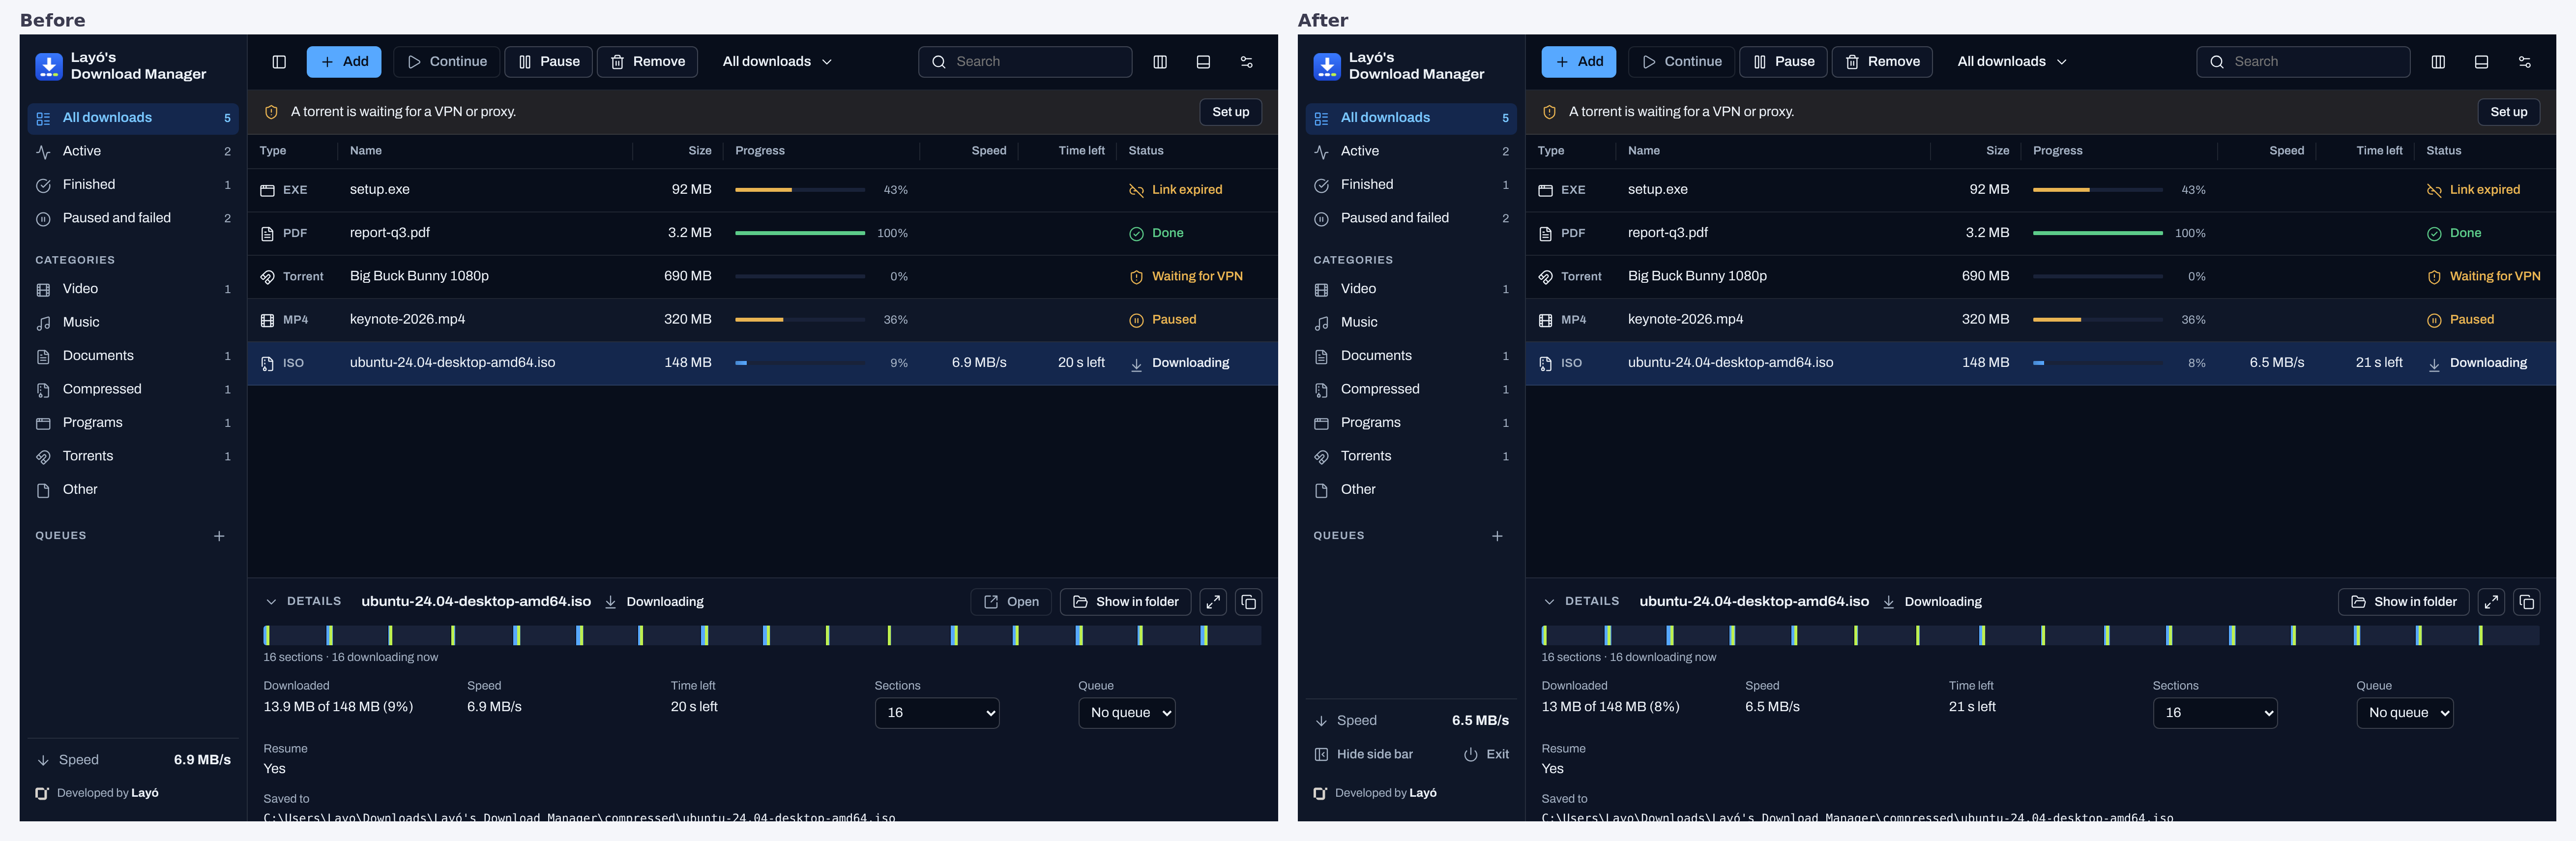 Before
Layó's
Download Manager
Add
Continue
Pause
Remove
All downloads
Search
A torrent is waiting for a VPN or proxy.
Set up
All downloads 5
Active 2
Finished 1
Paused and failed 2
CATEGORIES
Video 1
Music
Documents 1
Compressed 1
Programs 1
Torrents 1
Other
QUEUES
Speed 6.9 MB/s
Developed by Layó
Type Name Size Progress Speed Time left Status
EXE setup.exe 92 MB 43% Link expired
PDF report-q3.pdf 3.2 MB 100% Done
Torrent Big Buck Bunny 1080p 690 MB 0% Waiting for VPN
MP4 keynote-2026.mp4 320 MB 36% Paused
ISO ubuntu-24.04-desktop-amd64.iso 148 MB 9% 6.9 MB/s 20 s left Downloading
DETAILS ubuntu-24.04-desktop-amd64.iso Downloading
Open
Show in folder
16 sections · 16 downloading now
Downloaded Speed Time left Sections Queue
13.9 MB of 148 MB (9%) 6.9 MB/s 20 s left 16 No queue
Resume
Yes
Saved to
C:\Users\Layo\Downloads\Layó's Download Manager\compressed\ubuntu-24.04-desktop-amd64.iso
After
Layó's
Download Manager
Add
Continue
Pause
Remove
All downloads
Search
A torrent is waiting for a VPN or proxy.
Set up
All downloads 5
Active 2
Finished 1
Paused and failed 2
CATEGORIES
Video 1
Music
Documents 1
Compressed 1
Programs 1
Torrents 1
Other
QUEUES
Speed 6.5 MB/s
Hide side bar
Exit
Developed by Layó
Type Name Size Progress Speed Time left Status
EXE setup.exe 92 MB 43% Link expired
PDF report-q3.pdf 3.2 MB 100% Done
Torrent Big Buck Bunny 1080p 690 MB 0% Waiting for VPN
MP4 keynote-2026.mp4 320 MB 36% Paused
ISO ubuntu-24.04-desktop-amd64.iso 148 MB 8% 6.5 MB/s 21 s left Downloading
DETAILS ubuntu-24.04-desktop-amd64.iso Downloading
Show in folder
16 sections · 16 downloading now
Downloaded Speed Time left Sections Queue
13 MB of 148 MB (8%) 6.5 MB/s 21 s left 16 No queue
Resume
Yes
Saved to
C:\Users\Layo\Downloads\Layó's Download Manager\compressed\ubuntu-24.04-desktop-amd64.iso